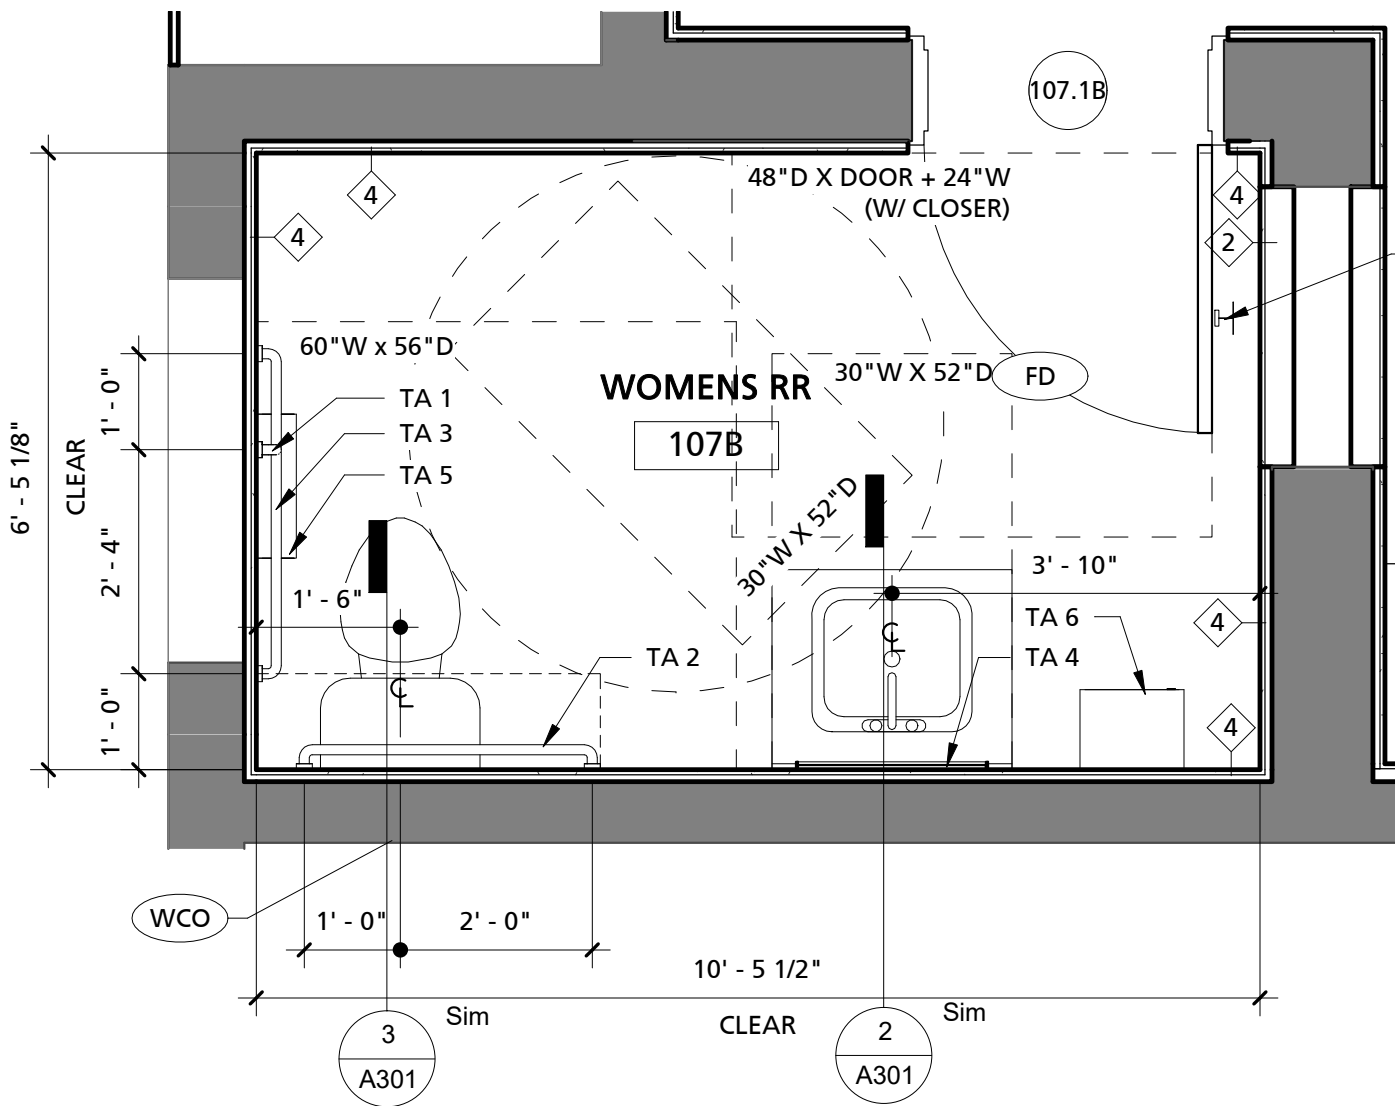 107.1B
48"D X DOOR + 24"W
(W/ CLOSER)
4
4
4
2
60"W x 56"D
WOMENS RR
107B
30"W X 52"D
FD
TA 1
TA 3
TA 5
1' - 0"
6' - 5 1/8"
CLEAR
2' - 4"
1' - 0"
30"W X 52"D
3' - 10"
1' - 6"
CL
CL
TA 2
TA 6
TA 4
4
4
WCO
1' - 0"
2' - 0"
10' - 5 1/2"
CLEAR
3
A301
Sim
2
A301
Sim